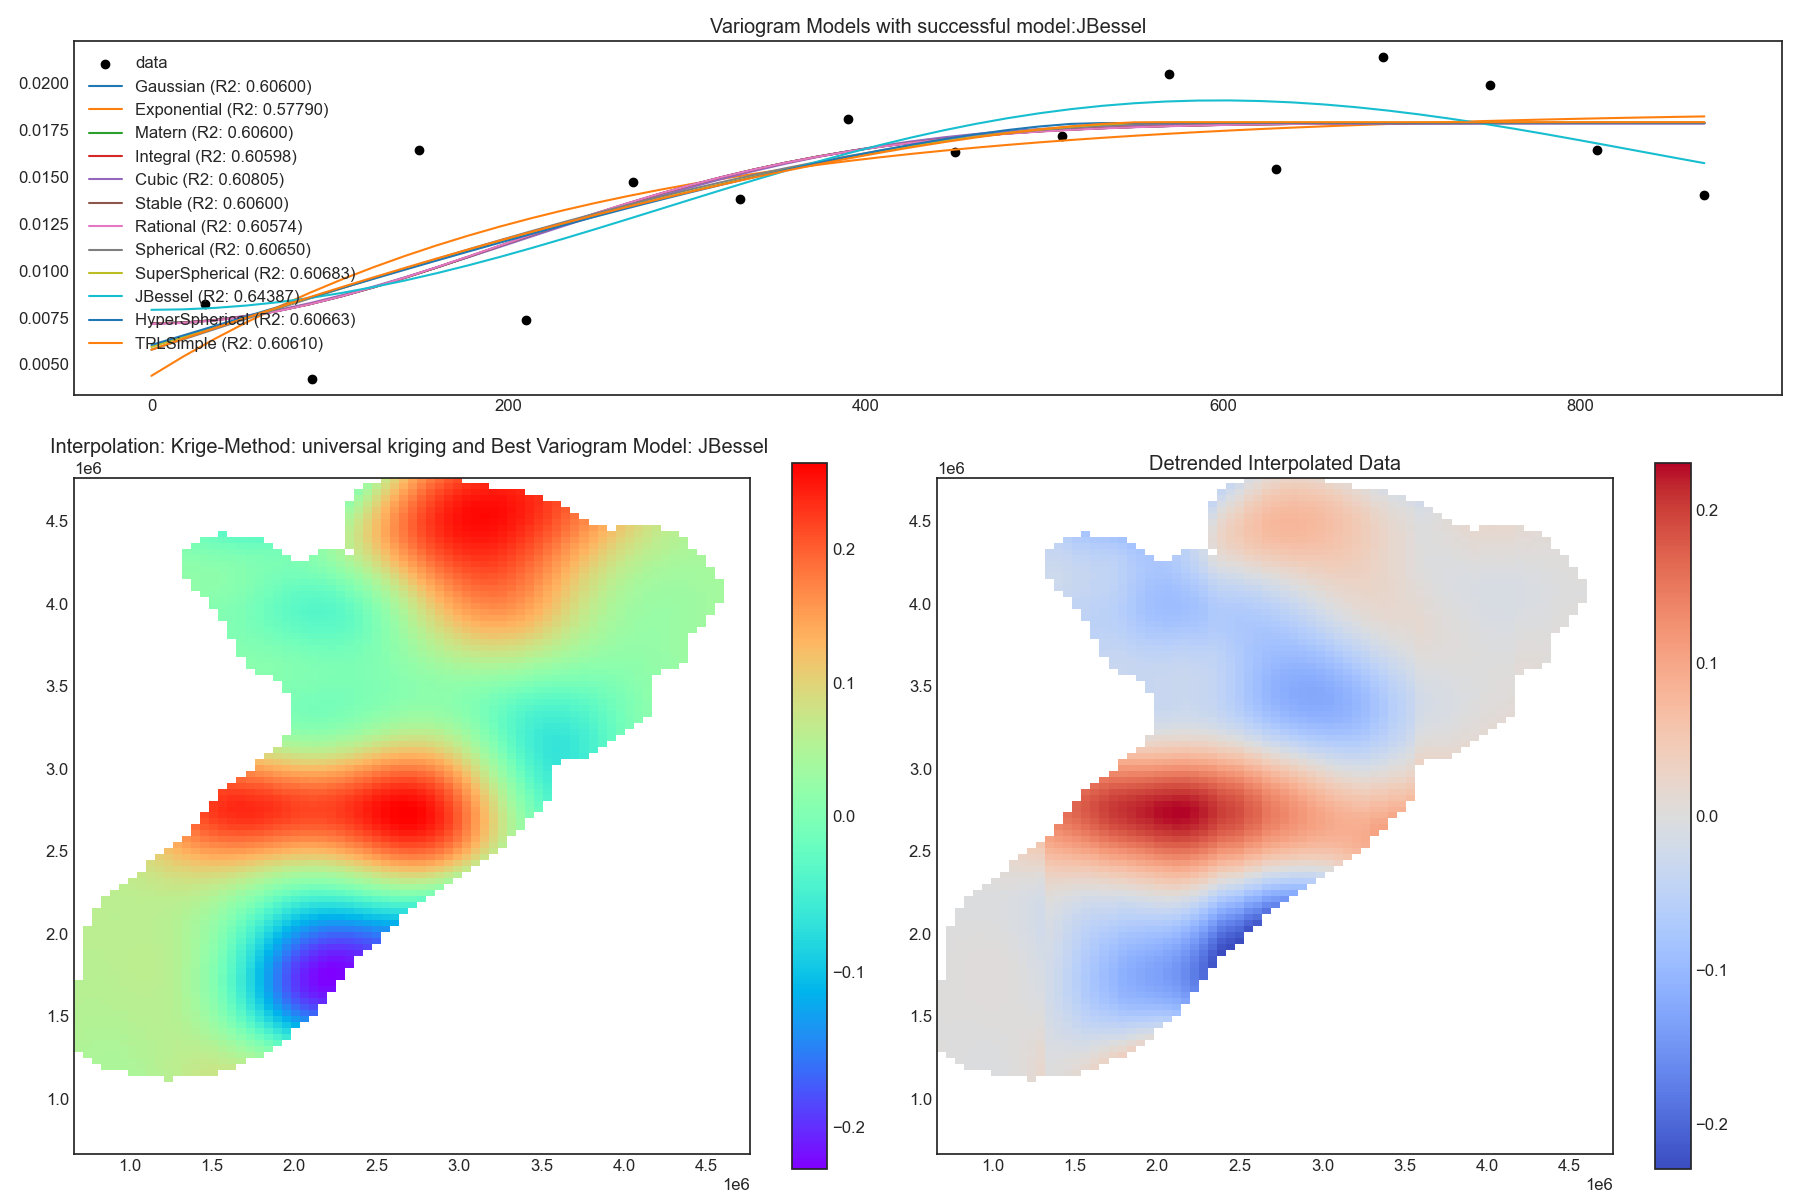 Variogram Models with successful model:JBessel
data
Gaussian (R2: 0.60600)
Exponential (R2: 0.57790)
Matern (R2: 0.60600)
Integral (R2: 0.60598)
Cubic (R2: 0.60805)
Stable (R2: 0.60600)
Rational (R2: 0.60574)
Spherical (R2: 0.60650)
SuperSpherical (R2: 0.60683)
JBessel (R2: 0.64387)
HyperSpherical (R2: 0.60663)
TPLSimple (R2: 0.60610)
0.0200
0.0175
0.0150
0.0125
0.0100
0.0075
0.0050
0 200 400 600 800
Interpolation: Krige-Method: universal kriging and Best Variogram Model: JBessel
1e6
4.5
4.0
3.5
3.0
2.5
2.0
1.5
1.0
1.0 1.5 2.0 2.5 3.0 3.5 4.0 4.5
1e6
0.2
0.1
0.0
−0.1
−0.2
Detrended Interpolated Data
1e6
4.5
4.0
3.5
3.0
2.5
2.0
1.5
1.0
1.0 1.5 2.0 2.5 3.0 3.5 4.0 4.5
1e6
0.2
0.1
0.0
−0.1
−0.2